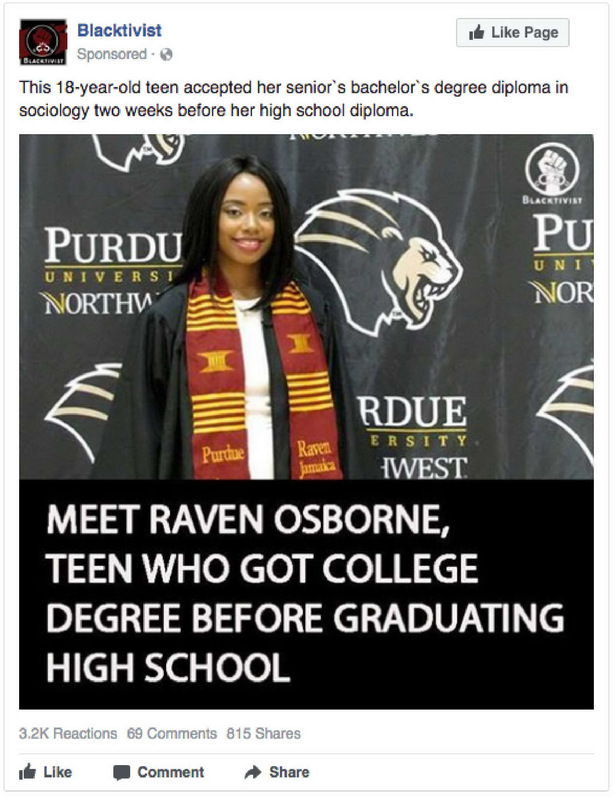 Blacktivist
Like Page
BLACKTIVIST
Sponsored ·
This 18-year-old teen accepted her senior`s bachelor`s degree diploma in
sociology two weeks before her high school diploma.
TM
BLACKTIVIST
PURDU
UNIVERSI
NORTHW
PU
UNI
NOR
TM
RDUE
ERSITY
HWEST
Purdue
Raven
Jamaica
MEET RAVEN OSBORNE,
TEEN WHO GOT COLLEGE
DEGREE BEFORE GRADUATING
HIGH SCHOOL
3.2K Reactions 69 Comments 815 Shares
Like Comment Share